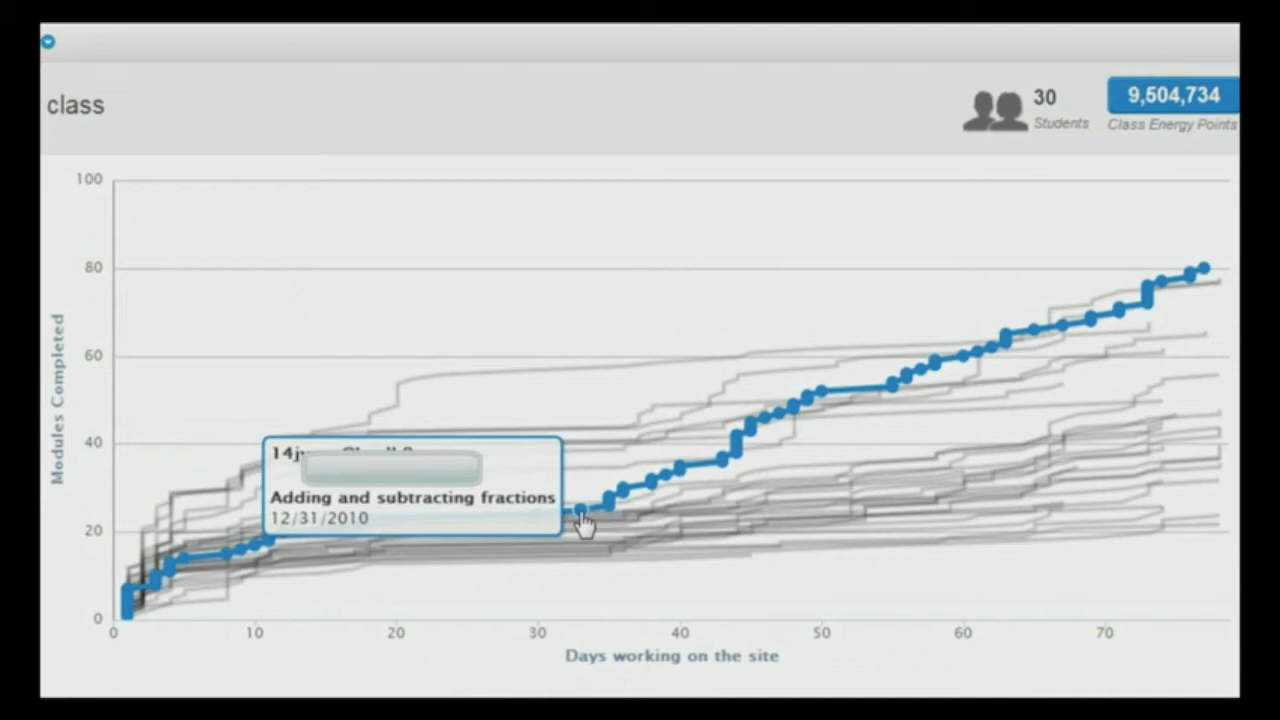 class
30
Students
9,504,734
Class Energy Points
100
80
60
40
20
0
Modules Completed
Adding and subtracting fractions
12/31/2010
0
10
20
30
40
50
60
70
Days working on the site